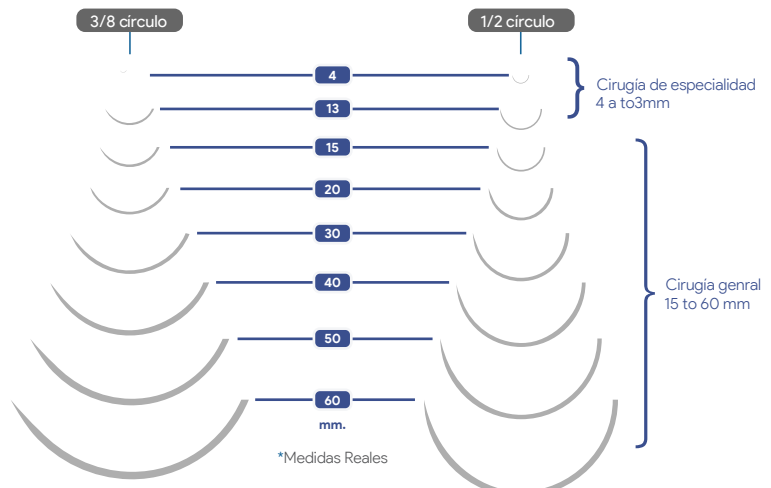 3/8 círculo
1/2 círculo
4
13
15
20
30
40
50
60
mm.
*Medidas Reales
Cirugía de especialidad
4 a to3mm
Cirugía genral
15 to 60 mm